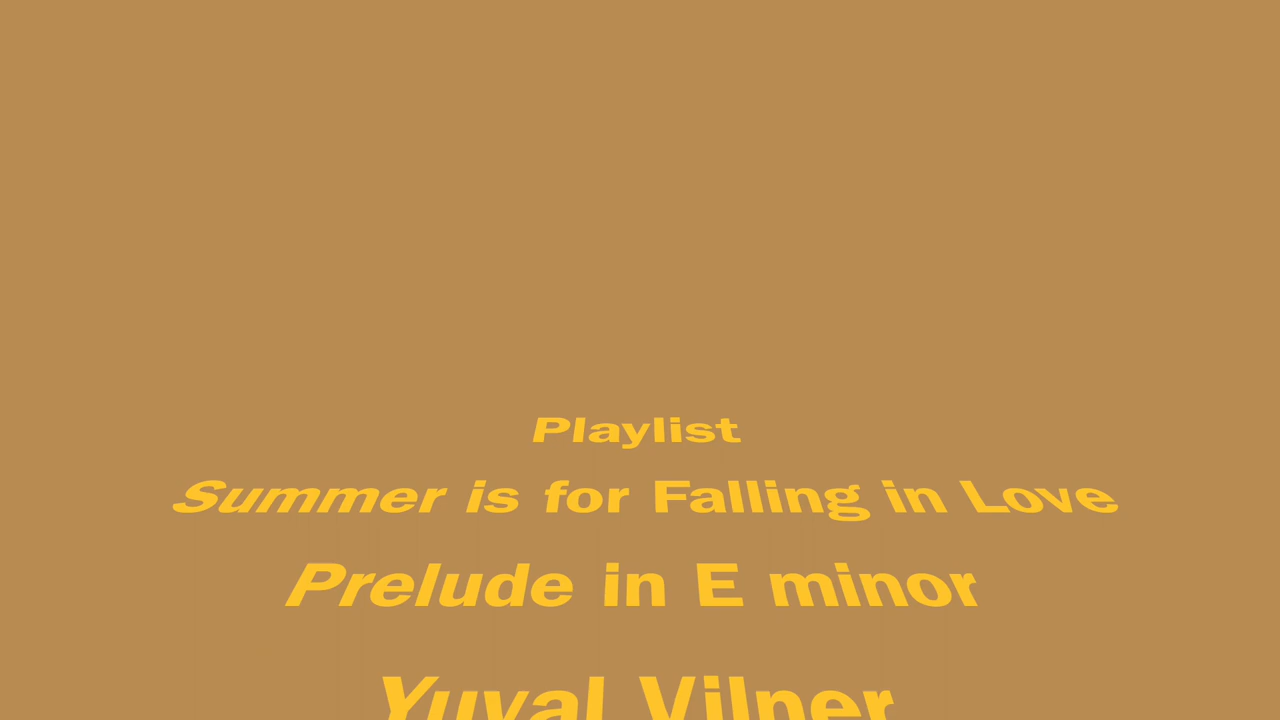 Playlist
Summer is for Falling in Love
Prelude in E minor
Yuval Vilner